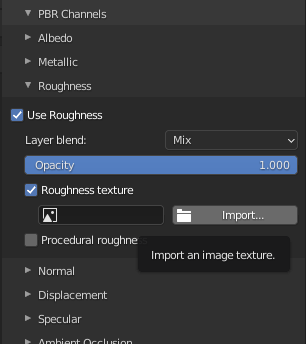 PBR Channels
Albedo
Metallic
Roughness
Use Roughness
Layer blend: Mix
Opacity 1.000
Roughness texture
Import...
Procedural roughne
Import an image texture.
Normal
Displacement
Specular
Ambient Occlusion